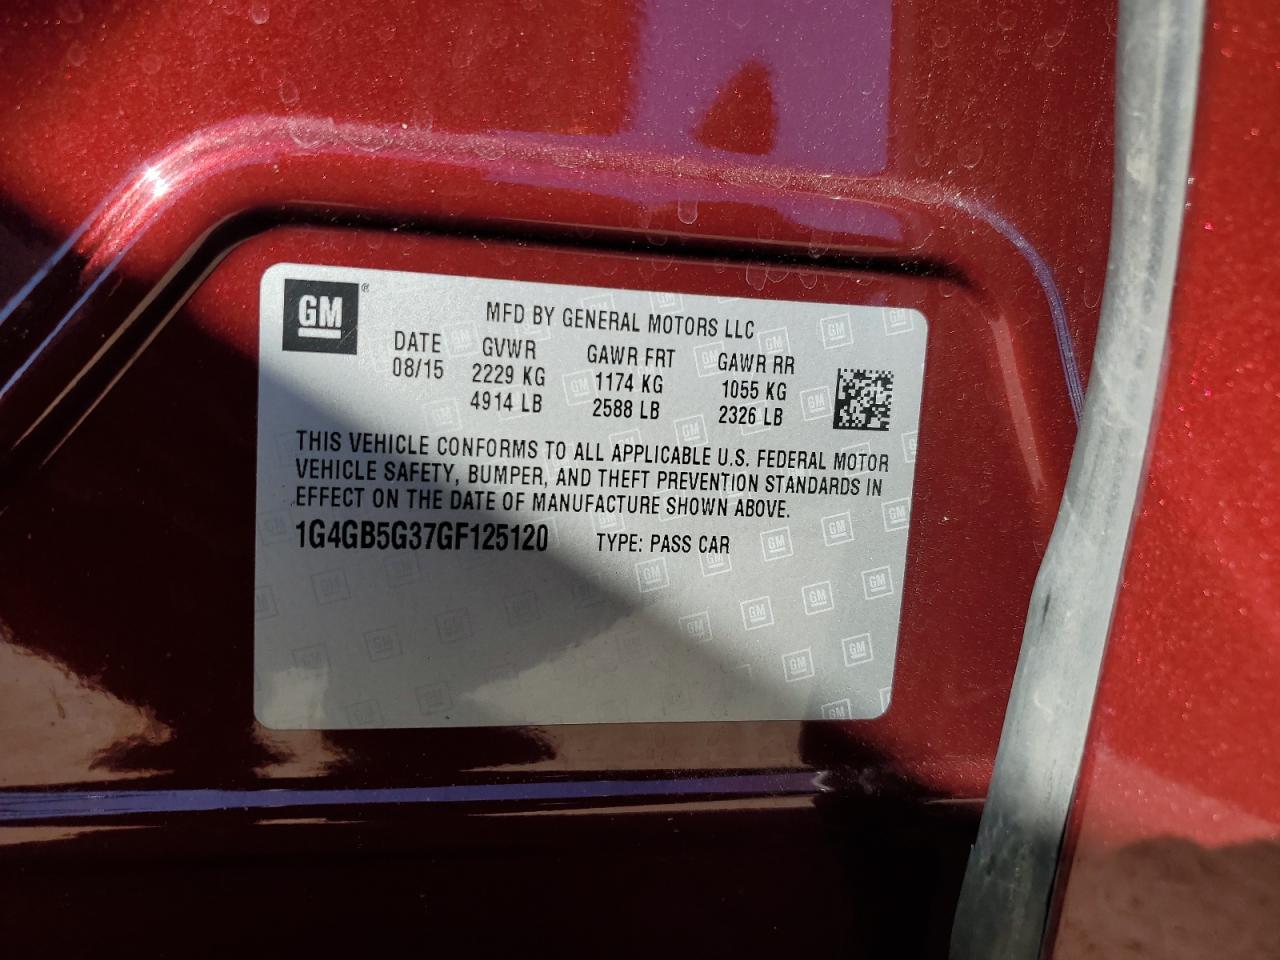 GM ®
MFD BY GENERAL MOTORS LLC
DATE GVWR GAWR FRT GAWR RR
08/15 2229 KG 1174 KG 1055 KG
4914 LB 2588 LB 2326 LB
THIS VEHICLE CONFORMS TO ALL APPLICABLE U.S. FEDERAL MOTOR
VEHICLE SAFETY, BUMPER, AND THEFT PREVENTION STANDARDS IN
EFFECT ON THE DATE OF MANUFACTURE SHOWN ABOVE.
1G4GB5G37GF125120 TYPE: PASS CAR